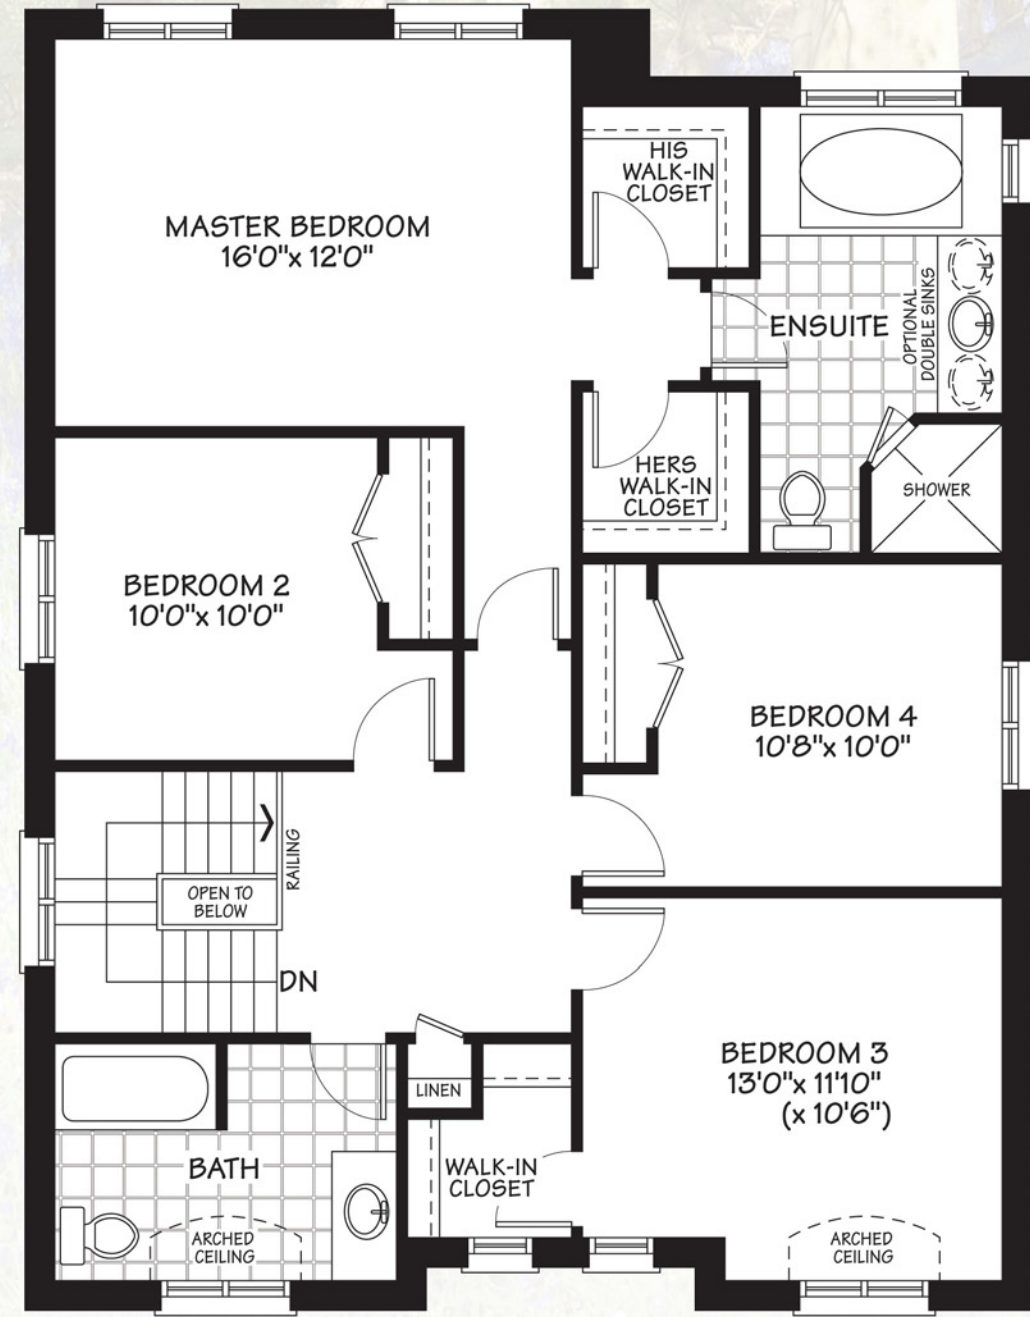 MASTER BEDROOM
16'0"x 12'0"
HIS
WALK-IN
CLOSET
ENSUITE
OPTIONAL
DOUBLE SINKS
HERS
WALK-IN
CLOSET
SHOWER
BEDROOM 2
10'0"x 10'0"
BEDROOM 4
10'8"x 10'0"
RAILING
OPEN TO
BELOW
DN
BEDROOM 3
13'0"x 11'10"
(x 10'6")
LINEN
BATH
WALK-IN
CLOSET
ARCHED
CEILING
ARCHED
CEILING